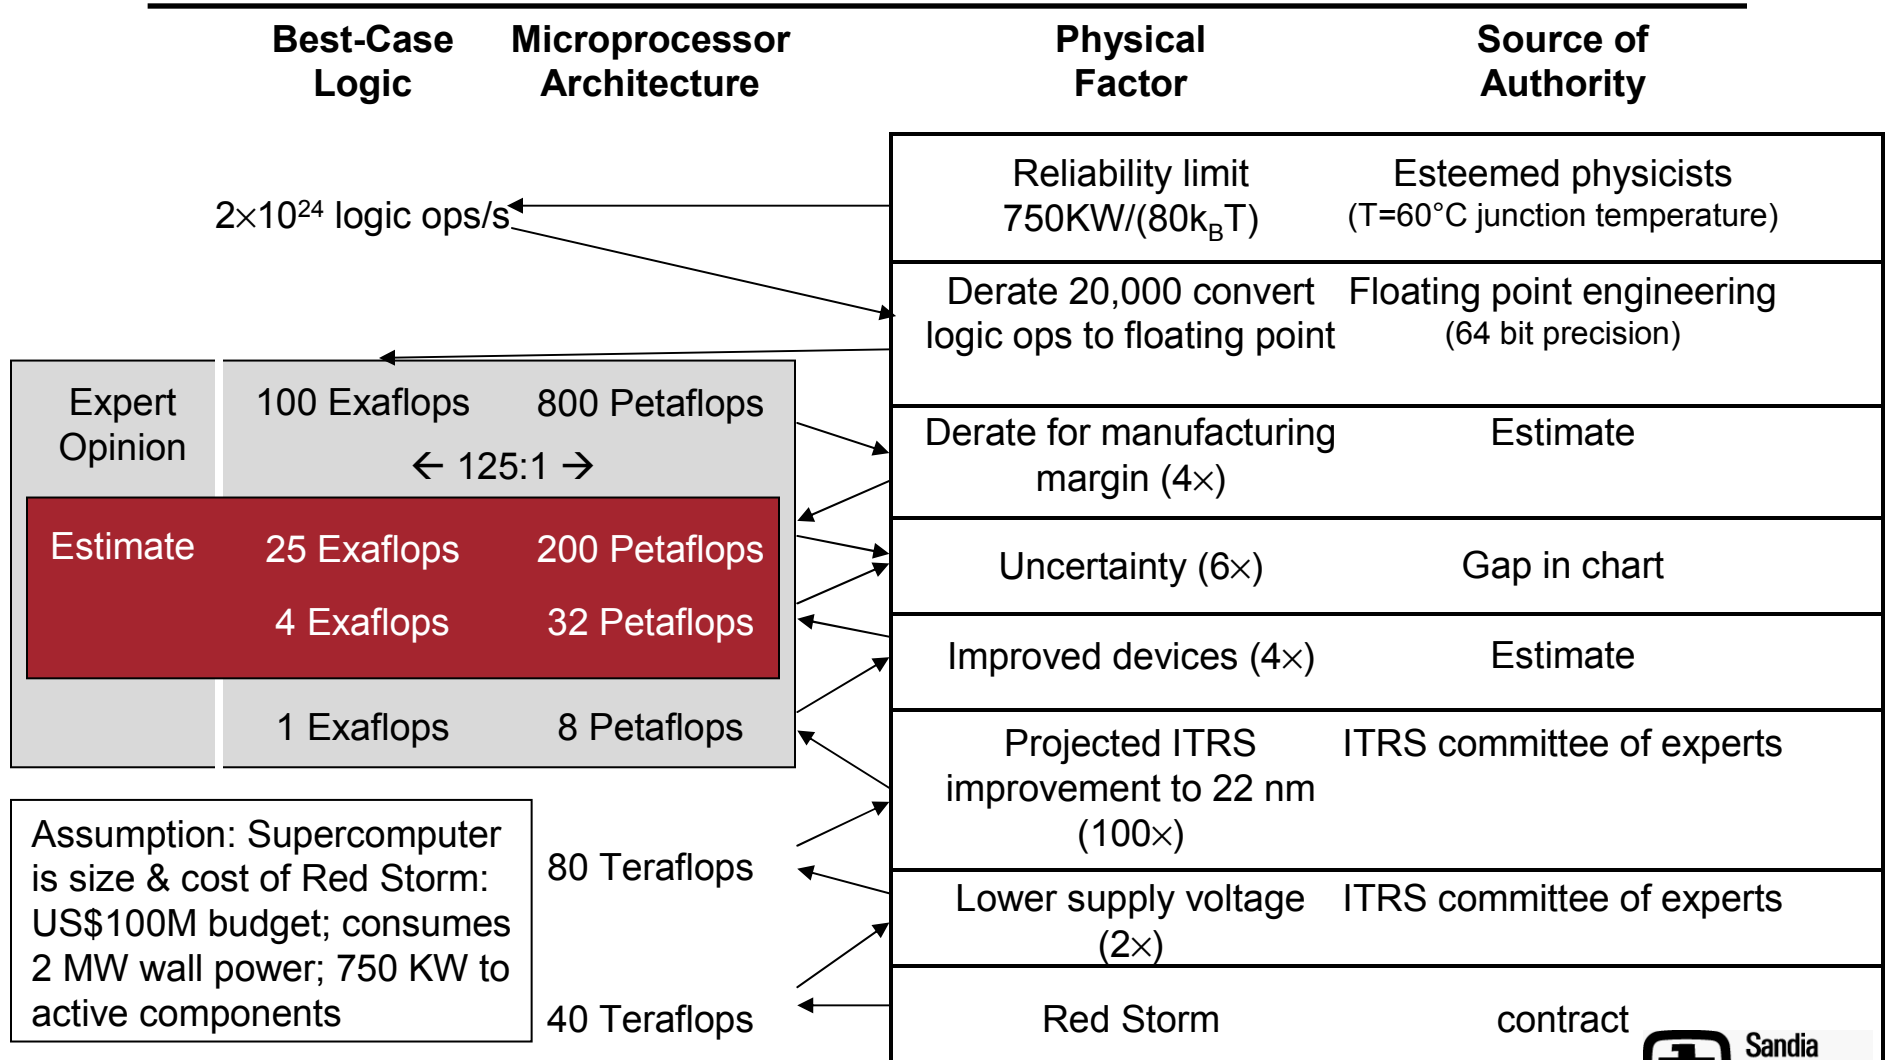 Best-Case Logic
Microprocessor Architecture
Physical Factor
Source of Authority
2×10²⁴ logic ops/s
Reliability limit
750KW/(80k_BT)
Esteemed physicists
(T=60°C junction temperature)
Derate 20,000 convert
logic ops to floating point
Floating point engineering
(64 bit precision)
Expert
Opinion
100 Exaflops
800 Petaflops
← 125:1 →
Derate for manufacturing
margin (4×)
Estimate
Estimate
25 Exaflops
200 Petaflops
Uncertainty (6×)
Gap in chart
4 Exaflops
32 Petaflops
Improved devices (4×)
Estimate
1 Exaflops
8 Petaflops
Projected ITRS
improvement to 22 nm
(100×)
ITRS committee of experts
80 Teraflops
Lower supply voltage
(2×)
ITRS committee of experts
Assumption: Supercomputer
is size & cost of Red Storm:
US$100M budget; consumes
2 MW wall power; 750 KW to
active components
40 Teraflops
Red Storm
contract
Sandia